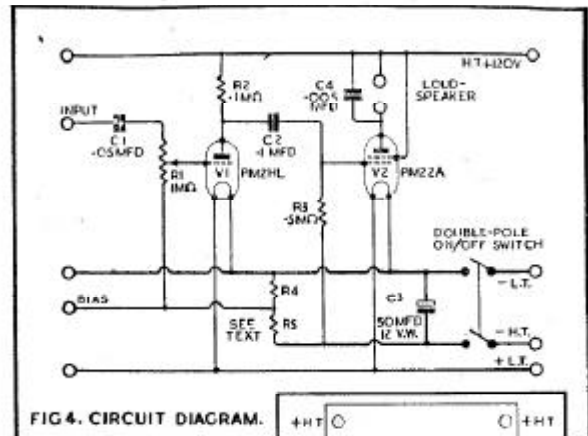 H.T.+120V
R2
·1MΩ
C4
·005
MFD
LOUD-
SPEAKER
INPUT
C1
·05MFD
C2
·1 MFD
R1
1MΩ
V1
PM2HL
V2
PM22A
R3
·5MΩ
DOUBLE-POLE
ON/OFF SWITCH
R4
- L.T.
BIAS
SEE
TEXT
R5
C3
50MFD
12 V.W.
- H.T.
+ L.T.
FIG 4. CIRCUIT DIAGRAM.
+HT
+HT